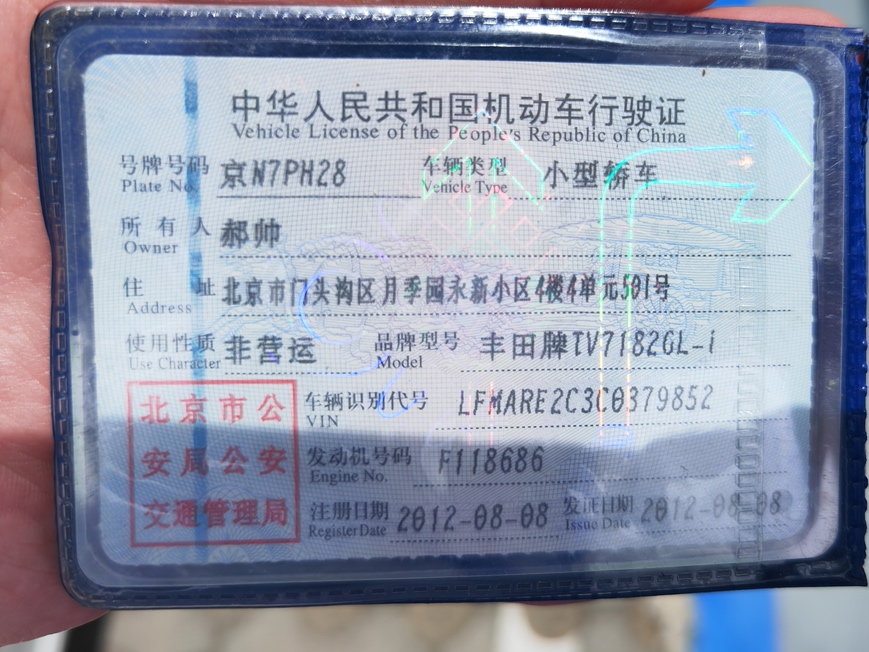 中华人民共和国机动车行驶证
Vehicle License of the People's Republic of China
号牌号码 京N7PH28 车辆类型 小型轿车
Plate No. Vehicle Type
所有人 郝帅
Owner
住址 北京市门头沟区月季园永新小区4楼4单元501号
Address
使用性质 非营运 品牌型号 丰田牌TV7182GL-i
Use Character Model
车辆识别代号 LFMARE2C3C0379852
VIN
发动机号码 F118686
Engine No.
注册日期 2012-08-08 发证日期 2012-08-08
Register Date Issue Date
北京市公
安局公安
交通管理局